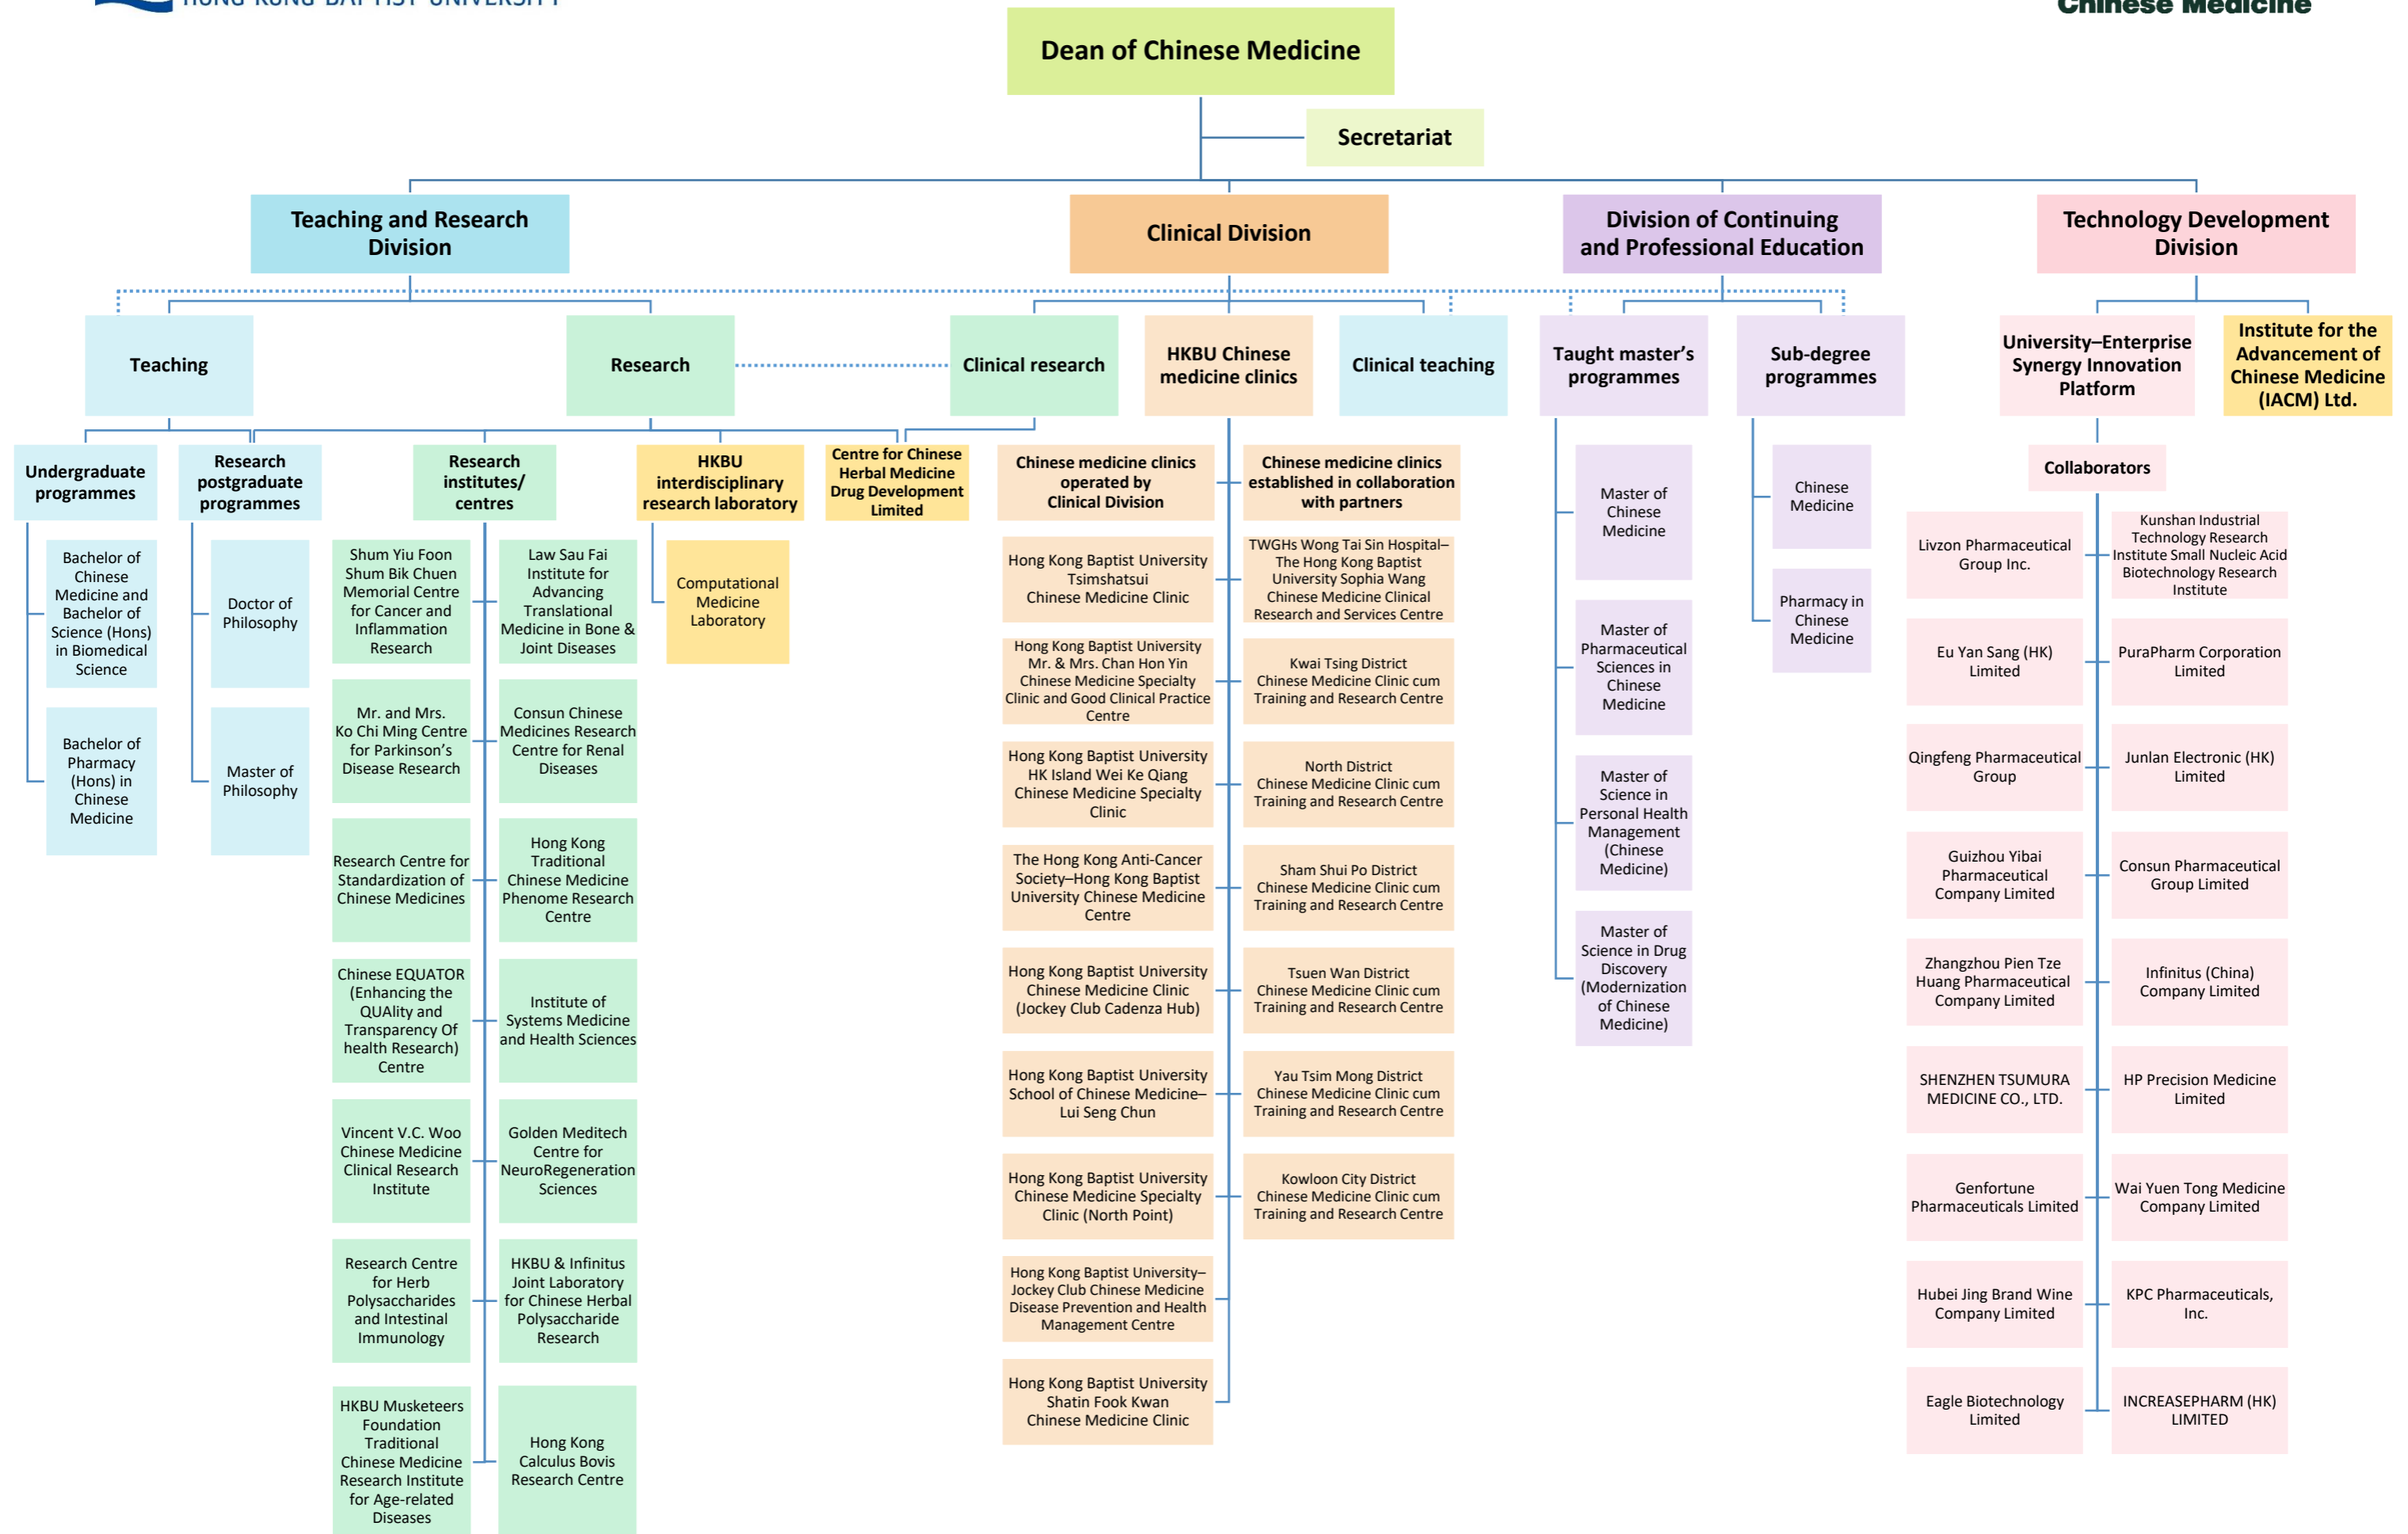 HONG KONG BAPTIST UNIVERSITY
Chinese Medicine
Dean of Chinese Medicine
Secretariat
Teaching and Research
Division
Clinical Division
Division of Continuing
and Professional Education
Technology Development
Division
Teaching
Research
Clinical research
HKBU Chinese
medicine clinics
Clinical teaching
Taught master’s
programmes
Sub-degree
programmes
University–Enterprise
Synergy Innovation
Platform
Institute for the
Advancement of
Chinese Medicine
(IACM) Ltd.
Undergraduate
programmes
Research
postgraduate
programmes
Research
institutes/
centres
HKBU
interdisciplinary
research laboratory
Centre for Chinese
Herbal Medicine
Drug Development
Limited
Chinese medicine clinics
operated by
Clinical Division
Chinese medicine clinics
established in collaboration
with partners
Collaborators
Bachelor of
Chinese
Medicine and
Bachelor of
Science (Hons)
in Biomedical
Science
Bachelor of
Pharmacy
(Hons) in
Chinese
Medicine
Doctor of
Philosophy
Master of
Philosophy
Shum Yiu Foon
Shum Bik Chuen
Memorial Centre
for Cancer and
Inflammation
Research
Law Sau Fai
Institute for
Advancing
Translational
Medicine in Bone &
Joint Diseases
Mr. and Mrs.
Ko Chi Ming Centre
for Parkinson’s
Disease Research
Consun Chinese
Medicines Research
Centre for Renal
Diseases
Research Centre for
Standardization of
Chinese Medicines
Hong Kong
Traditional
Chinese Medicine
Phenome Research
Centre
Chinese EQUATOR
(Enhancing the
QUAlity and
Transparency Of
health Research)
Centre
Institute of
Systems Medicine
and Health Sciences
Vincent V.C. Woo
Chinese Medicine
Clinical Research
Institute
Golden Meditech
Centre for
NeuroRegeneration
Sciences
Research Centre
for Herb
Polysaccharides
and Intestinal
Immunology
HKBU & Infinitus
Joint Laboratory
for Chinese Herbal
Polysaccharide
Research
HKBU Musketeers
Foundation
Traditional
Chinese Medicine
Research Institute
for Age-related
Diseases
Hong Kong
Calculus Bovis
Research Centre
Computational
Medicine
Laboratory
Hong Kong Baptist University
Tsimshatsui
Chinese Medicine Clinic
TWGHs Wong Tai Sin Hospital–
The Hong Kong Baptist
University Sophia Wang
Chinese Medicine Clinical
Research and Services Centre
Hong Kong Baptist University
Mr. & Mrs. Chan Hon Yin
Chinese Medicine Specialty
Clinic and Good Clinical Practice
Centre
Kwai Tsing District
Chinese Medicine Clinic cum
Training and Research Centre
Hong Kong Baptist University
HK Island Wei Ke Qiang
Chinese Medicine Specialty
Clinic
North District
Chinese Medicine Clinic cum
Training and Research Centre
The Hong Kong Anti-Cancer
Society–Hong Kong Baptist
University Chinese Medicine
Centre
Sham Shui Po District
Chinese Medicine Clinic cum
Training and Research Centre
Hong Kong Baptist University
Chinese Medicine Clinic
(Jockey Club Cadenza Hub)
Tsuen Wan District
Chinese Medicine Clinic cum
Training and Research Centre
Hong Kong Baptist University
School of Chinese Medicine–
Lui Seng Chun
Yau Tsim Mong District
Chinese Medicine Clinic cum
Training and Research Centre
Hong Kong Baptist University
Chinese Medicine Specialty
Clinic (North Point)
Kowloon City District
Chinese Medicine Clinic cum
Training and Research Centre
Hong Kong Baptist University–
Jockey Club Chinese Medicine
Disease Prevention and Health
Management Centre
Hong Kong Baptist University
Shatin Fook Kwan
Chinese Medicine Clinic
Master of
Chinese
Medicine
Master of
Pharmaceutical
Sciences in
Chinese
Medicine
Master of
Science in
Personal Health
Management
(Chinese
Medicine)
Master of
Science in Drug
Discovery
(Modernization
of Chinese
Medicine)
Chinese
Medicine
Pharmacy in
Chinese
Medicine
Livzon Pharmaceutical
Group Inc.
Kunshan Industrial
Technology Research
Institute Small Nucleic Acid
Biotechnology Research
Institute
Eu Yan Sang (HK)
Limited
PuraPharm Corporation
Limited
Qingfeng Pharmaceutical
Group
Junlan Electronic (HK)
Limited
Guizhou Yibai
Pharmaceutical
Company Limited
Consun Pharmaceutical
Group Limited
Zhangzhou Pien Tze
Huang Pharmaceutical
Company Limited
Infinitus (China)
Company Limited
SHENZHEN TSUMURA
MEDICINE CO., LTD.
HP Precision Medicine
Limited
Genfortune
Pharmaceuticals Limited
Wai Yuen Tong Medicine
Company Limited
Hubei Jing Brand Wine
Company Limited
KPC Pharmaceuticals,
Inc.
Eagle Biotechnology
Limited
INCREASEPHARM (HK)
LIMITED